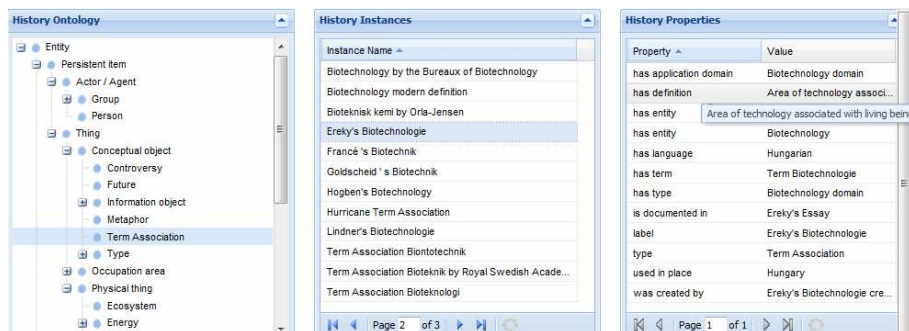 History Ontology
Entity
Persistent item
Actor / Agent
Group
Person
Thing
Conceptual object
Controversy
Future
Information object
Metaphor
Term Association
Type
Occupation area
Physical thing
Ecosystem
Energy
History Instances
Instance Name
Biotechnology by the Bureaux of Biotechnology
Biotechnology modern definition
Bioteknisk kemi by Orla-Jensen
Ereky's Biotechnologie
Francé 's Biotechnik
Goldscheid ' s Biotechnik
Hogben's Botechnology
Hurricane Term Association
Lindner's Biotechnologie
Term Association Biontotechnik
Term Association Bioteknik by Royal Swedish Acade...
Term Association Bioteknologi
Page 2 of 3
History Properties
Property Value
has application domain Biotechnology domain
has definition Area of technology associ...
has entity Area of technology associated with living being
has entity Biotechnology
has language Hungarian
has term Term Biotechnologie
has type Biotechnology domain
is documented in Ereky's Essay
label Ereky's Biotechnologie
type Term Association
used in place Hungary
was created by Ereky's Biotechnologie cre...
Page 1 of 1